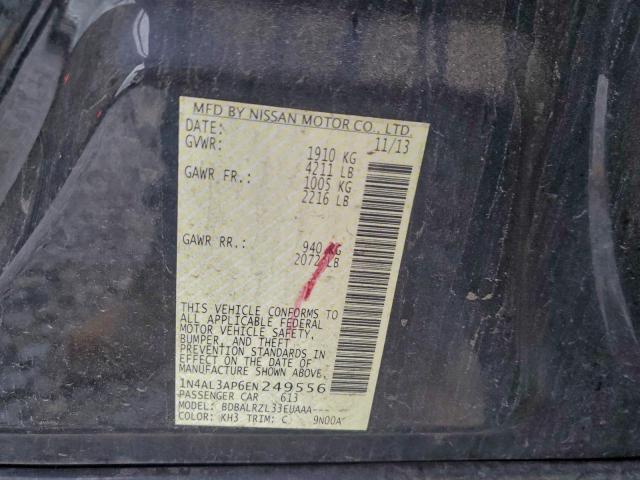 MFD BY NISSAN MOTOR CO., LTD.
DATE: 11/13
GVWR: 1910 KG
4211 LB
GAWR FR.: 1005 KG
2216 LB
GAWR RR.: 940 KG
2072 LB
THIS VEHICLE CONFORMS TO
ALL APPLICABLE FEDERAL
MOTOR VEHICLE SAFETY,
BUMPER, AND THEFT
PREVENTION STANDARDS IN
EFFECT ON THE DATE OF
MANUFACTURE SHOWN ABOVE.
1N4AL3AP6EN249556
PASSENGER CAR 613
MODEL: BDBALRZL33EUAAA---
COLOR: KH3 TRIM: C 9N00A